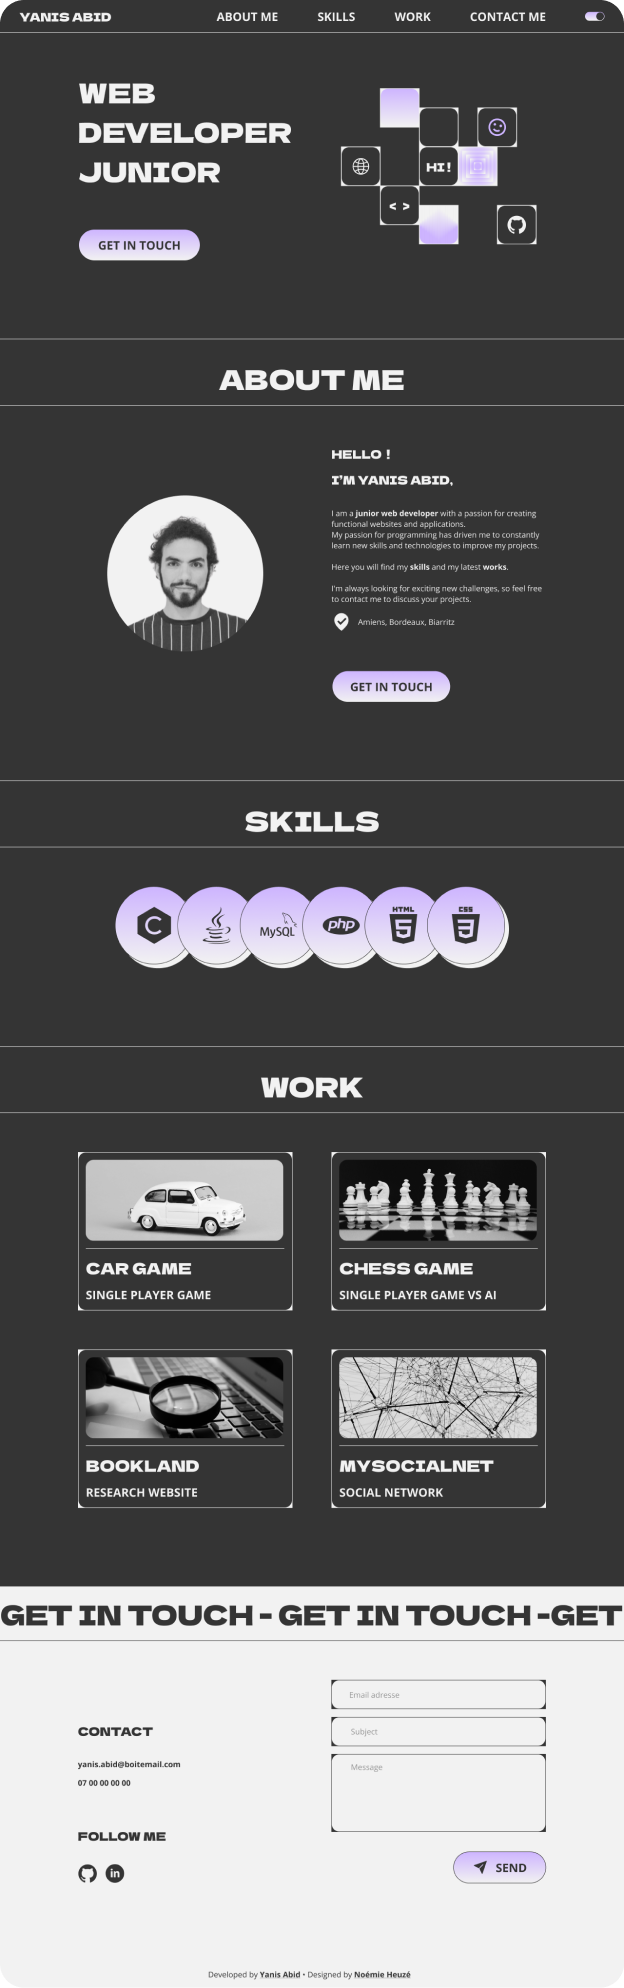 YANIS ABID
ABOUT ME
SKILLS
WORK
CONTACT ME
WEB
DEVELOPER
JUNIOR
GET IN TOUCH
HI!
< >
ABOUT ME
HELLO !
I'M YANIS ABID,
I am a junior web developer with a passion for creating
functional websites and applications.
My passion for programming has driven me to constantly
learn new skills and technologies to improve my projects.
Here you will find my skills and my latest works.
I'm always looking for exciting new challenges, so feel free
to contact me to discuss your projects.
Amiens, Bordeaux, Biarritz
GET IN TOUCH
SKILLS
C
Java
MySQL
php
HTML
5
CSS
3
WORK
CAR GAME
SINGLE PLAYER GAME
CHESS GAME
SINGLE PLAYER GAME VS AI
BOOKLAND
RESEARCH WEBSITE
MYSOCIALNET
SOCIAL NETWORK
GET IN TOUCH - GET IN TOUCH -GET
CONTACT
yanis.abid@boitemail.com
07 00 00 00 00
FOLLOW ME
in
Email adresse
Subject
Message
SEND
Developed by Yanis Abid • Designed by Noémie Heuzé